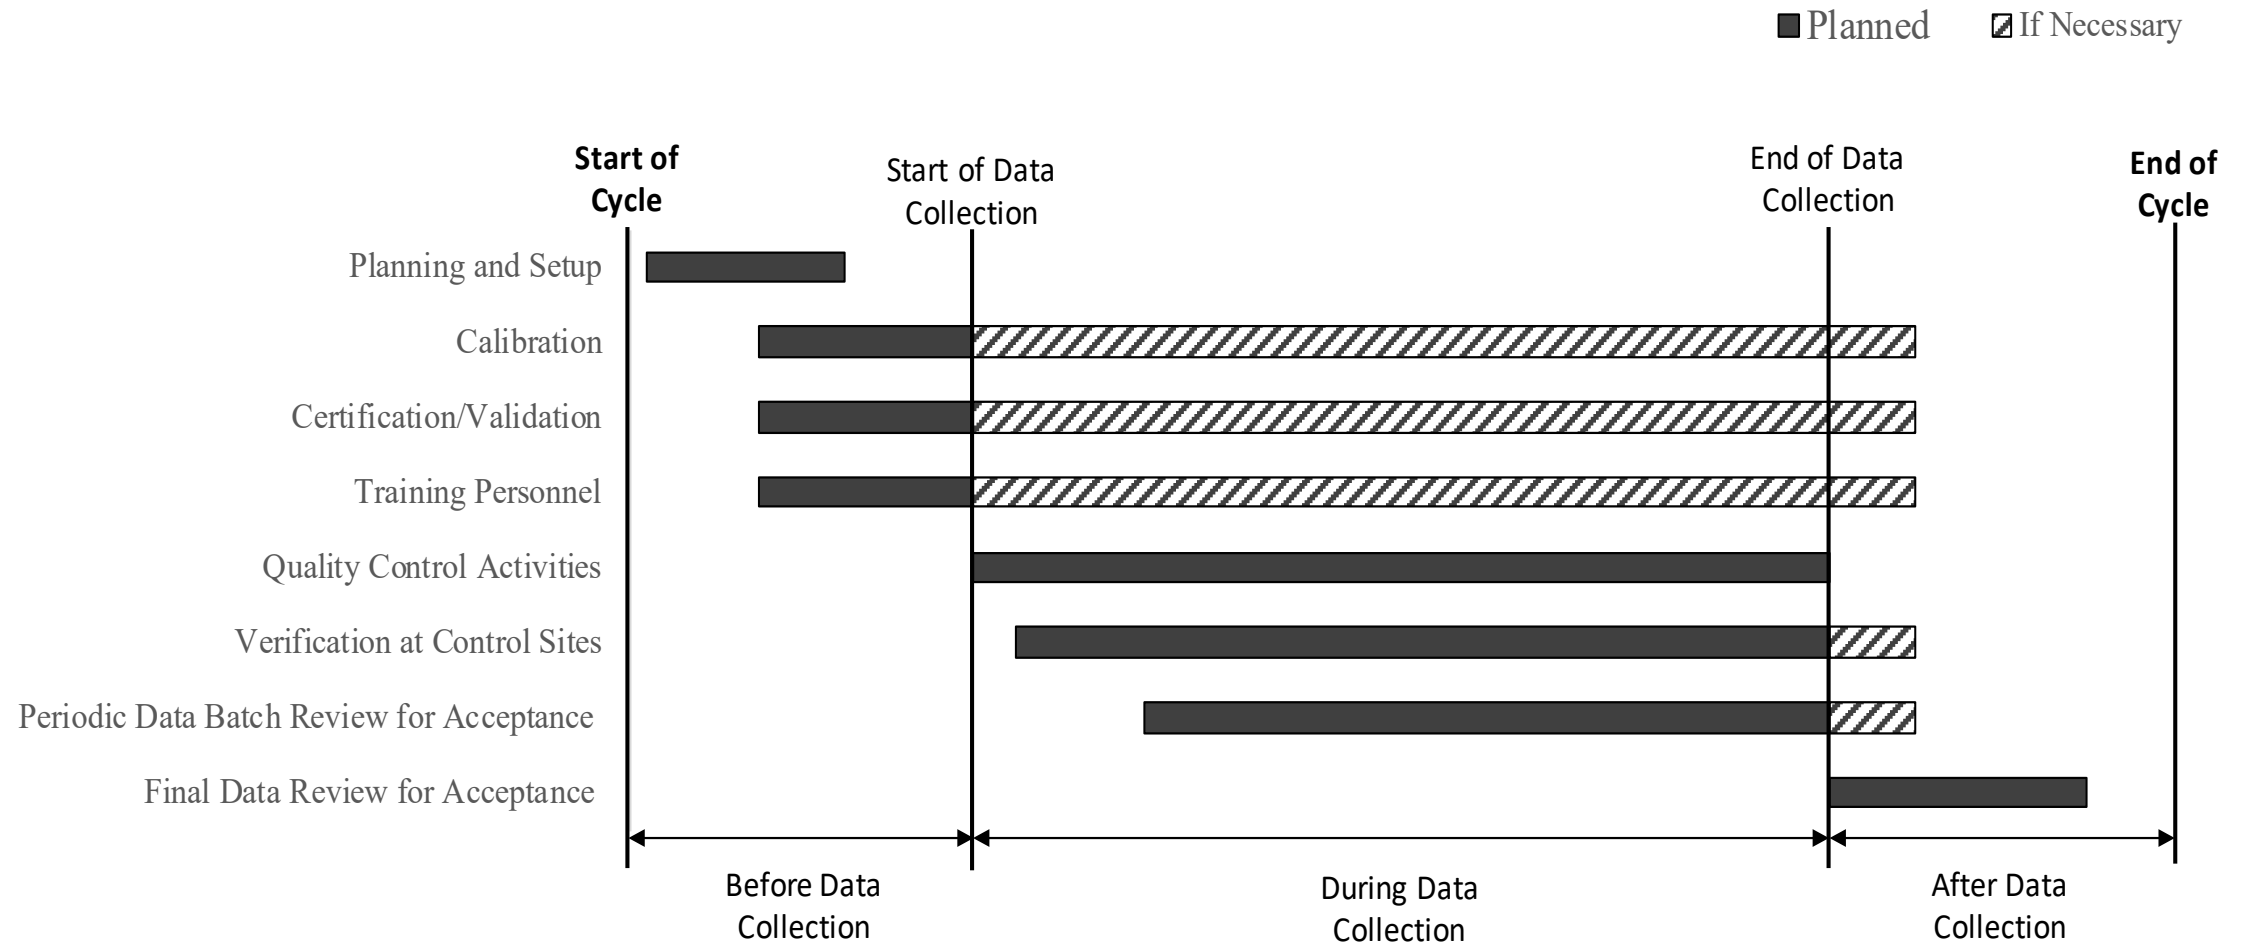 Planned If Necessary
Start of
Cycle
Start of Data
Collection
End of Data
Collection
End of
Cycle
Planning and Setup
Calibration
Certification/Validation
Training Personnel
Quality Control Activities
Verification at Control Sites
Periodic Data Batch Review for Acceptance
Final Data Review for Acceptance
Before Data
Collection
During Data
Collection
After Data
Collection